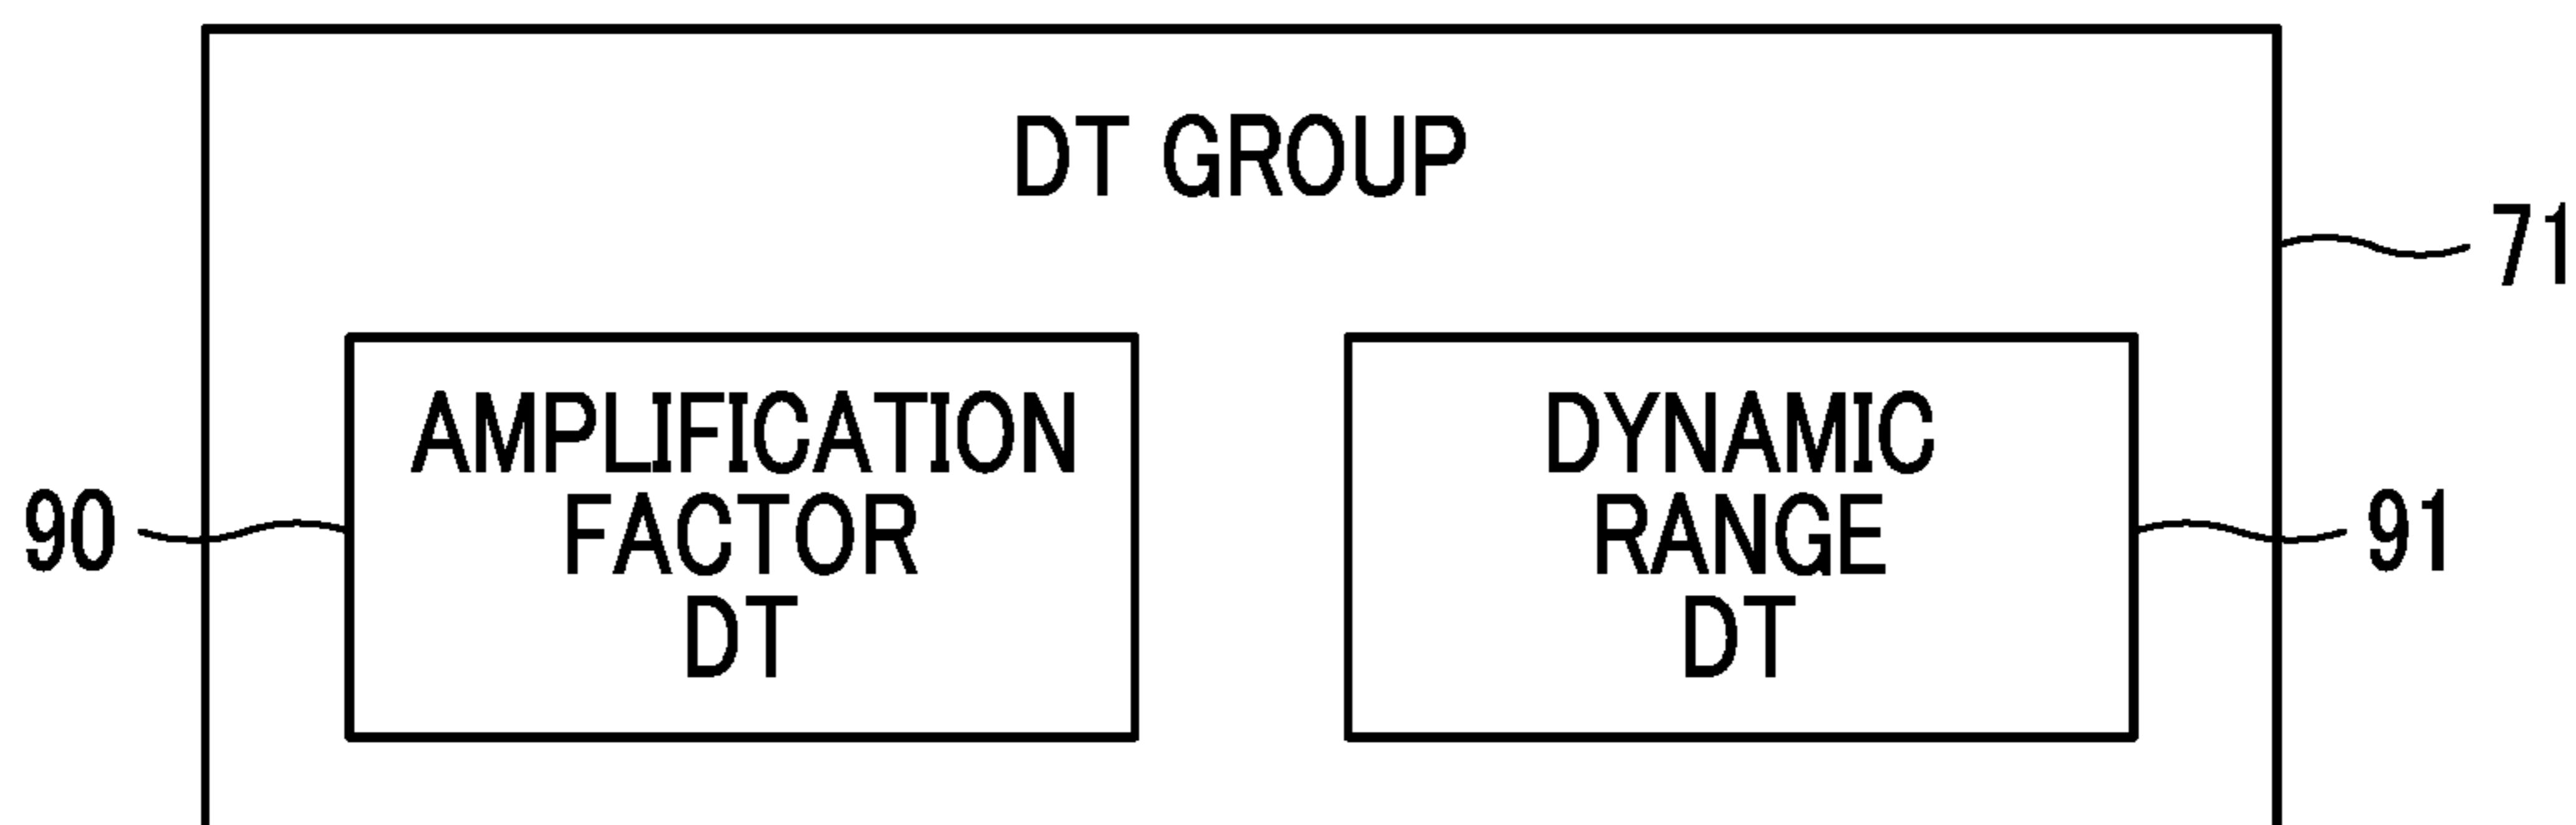 DT GROUP
71
AMPLIFICATION
FACTOR
DT
90
DYNAMIC
RANGE
DT
91